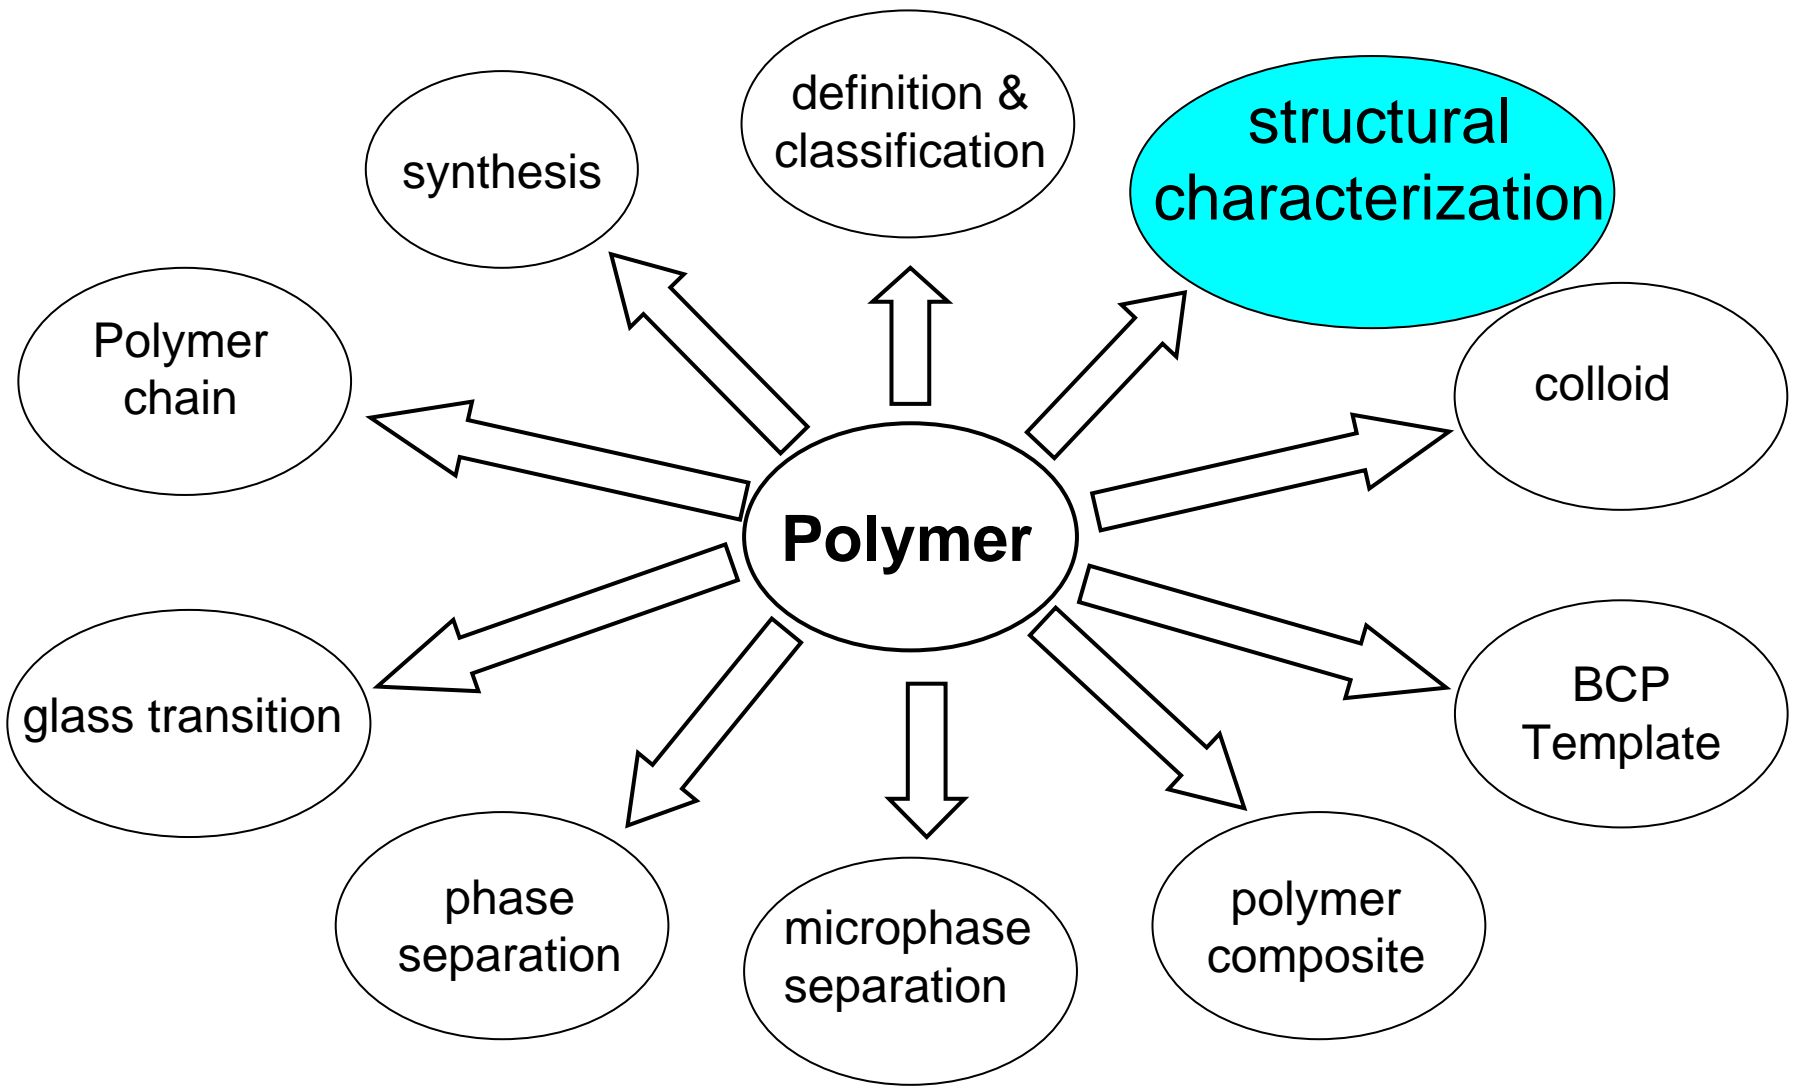 definition &
classification
structural
characterization
synthesis
Polymer
chain
colloid
Polymer
glass transition
BCP
Template
phase
separation
microphase
separation
polymer
composite